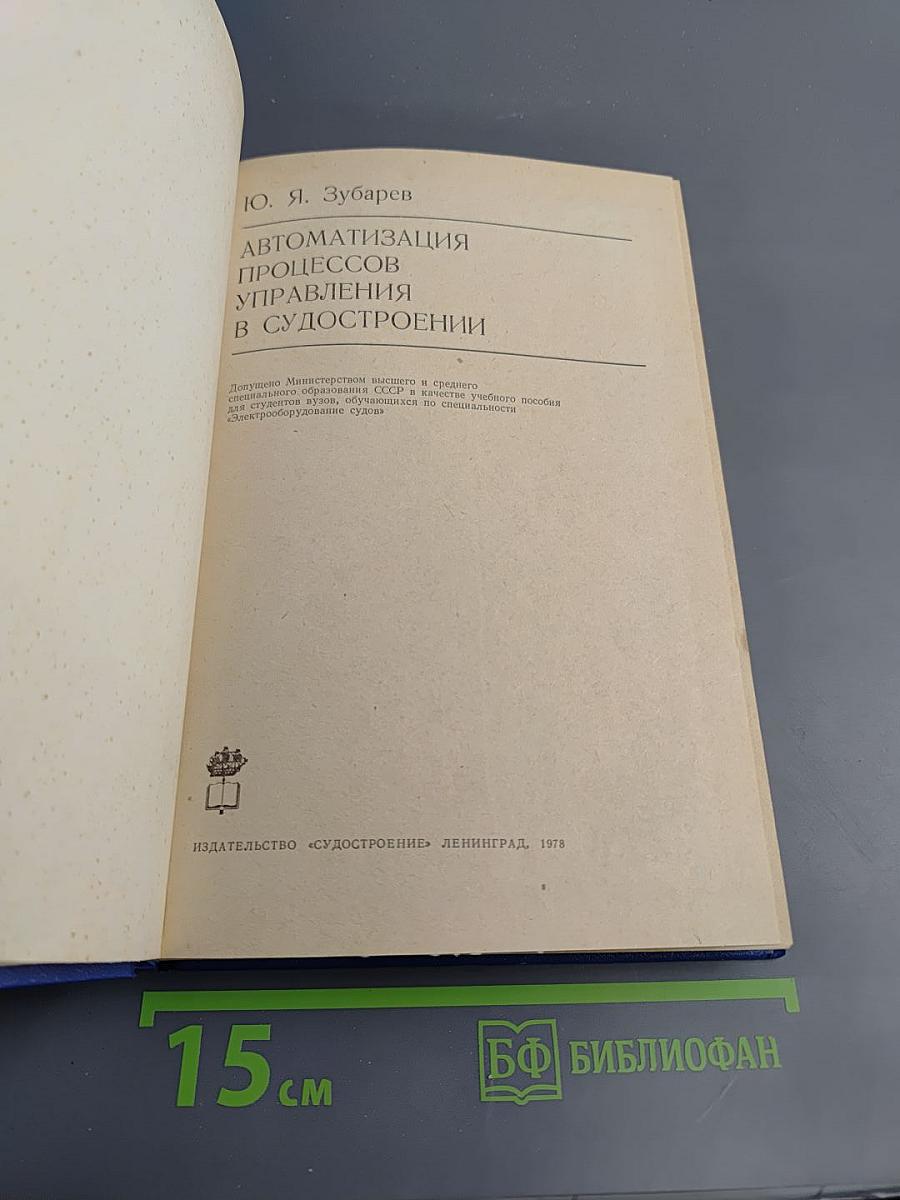 Ю. Я. Зубарев
АВТОМАТИЗАЦИЯ
ПРОЦЕССОВ
УПРАВЛЕНИЯ
В СУДОСТРОЕНИИ
Допущено Министерством высшего и среднего
специального образования СССР в качестве учебного пособия
для студентов вузов, обучающихся по специальности
«Электрооборудование судов»
ИЗДАТЕЛЬСТВО «СУДОСТРОЕНИЕ» ЛЕНИНГРАД, 1978
15 см
БФ БИБЛИОФАН